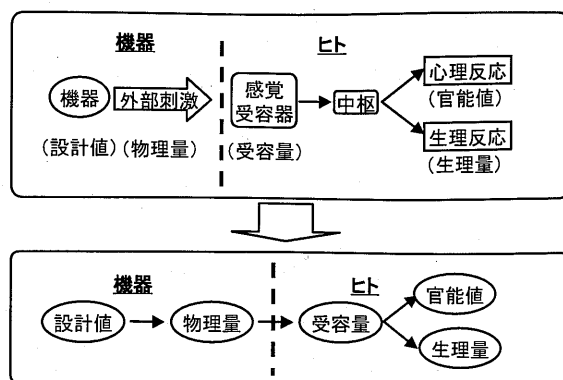 機器
ヒト
機器
外部刺激
感覚
受容器
中枢
心理反応
(官能値)
生理反応
(生理量)
(設計値)
(物理量)
(受容量)
機器
ヒト
設計値
物理量
受容量
官能値
生理量